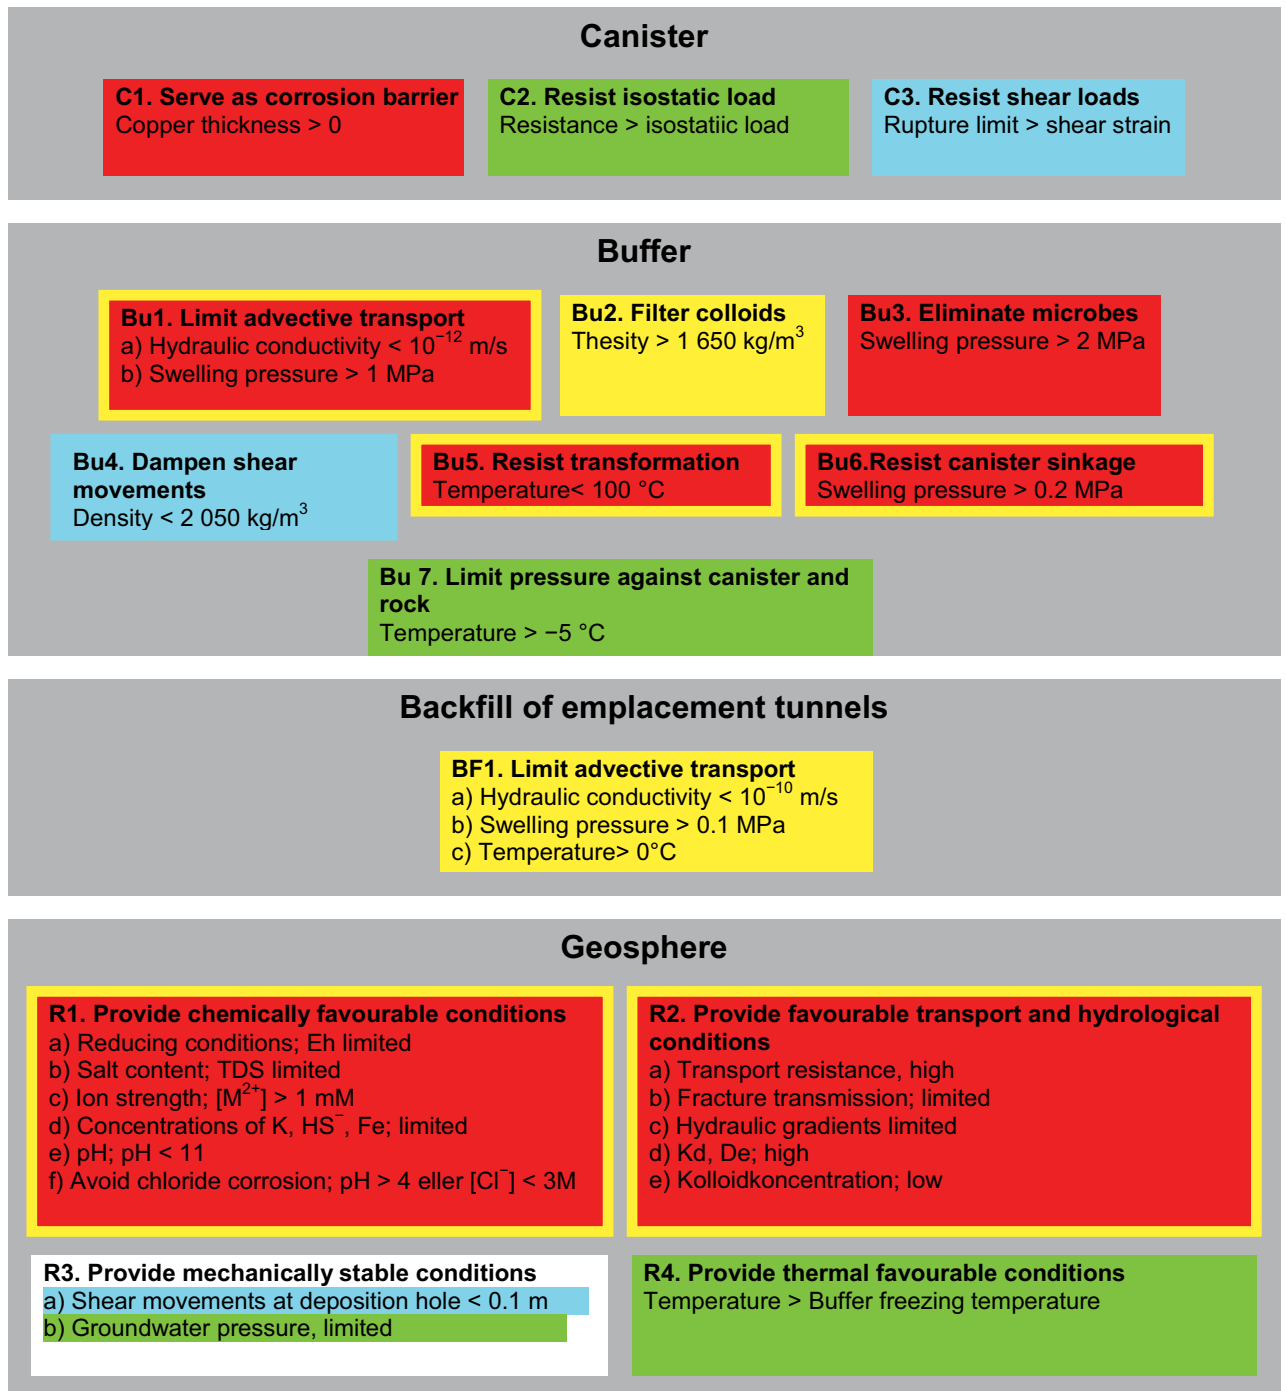 Canister
C1. Serve as corrosion barrier
Copper thickness > 0
C2. Resist isostatic load
Resistance > isostatiic load
C3. Resist shear loads
Rupture limit > shear strain
Buffer
Bu1. Limit advective transport
a) Hydraulic conductivity < 10⁻¹² m/s
b) Swelling pressure > 1 MPa
Bu2. Filter colloids
Thesity > 1 650 kg/m³
Bu3. Eliminate microbes
Swelling pressure > 2 MPa
Bu4. Dampen shear
movements
Density < 2 050 kg/m³
Bu5. Resist transformation
Temperature< 100 °C
Bu6.Resist canister sinkage
Swelling pressure > 0.2 MPa
Bu 7. Limit pressure against canister and
rock
Temperature > −5 °C
Backfill of emplacement tunnels
BF1. Limit advective transport
a) Hydraulic conductivity < 10⁻¹⁰ m/s
b) Swelling pressure > 0.1 MPa
c) Temperature> 0°C
Geosphere
R1. Provide chemically favourable conditions
a) Reducing conditions; Eh limited
b) Salt content; TDS limited
c) Ion strength; [M²⁺] > 1 mM
d) Concentrations of K, HS⁻, Fe; limited
e) pH; pH < 11
f) Avoid chloride corrosion; pH > 4 eller [Cl⁻] < 3M
R2. Provide favourable transport and hydrological
conditions
a) Transport resistance, high
b) Fracture transmission; limited
c) Hydraulic gradients limited
d) Kd, De; high
e) Kolloidkoncentration; low
R3. Provide mechanically stable conditions
a) Shear movements at deposition hole < 0.1 m
b) Groundwater pressure, limited
R4. Provide thermal favourable conditions
Temperature > Buffer freezing temperature